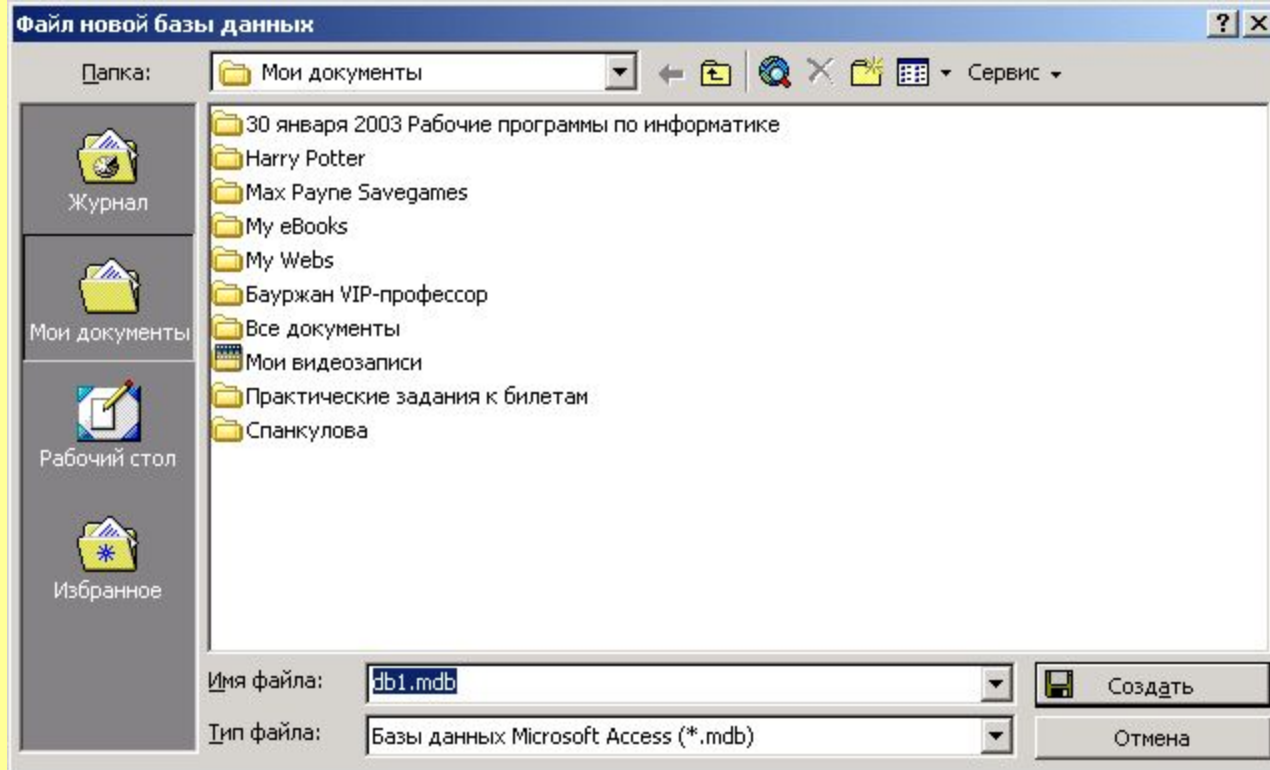 Файл новой базы данных
Папка: Мои документы Сервис
Журнал
Мои документы
Рабочий стол
Избранное
30 января 2003 Рабочие программы по информатике
Harry Potter
Max Payne Savegames
My eBooks
My Webs
Бауржан VIP-профессор
Все документы
Мои видеозаписи
Практические задания к билетам
Спанкулова
Имя файла: db1.mdb Создать
Тип файла: Базы данных Microsoft Access (*.mdb) Отмена